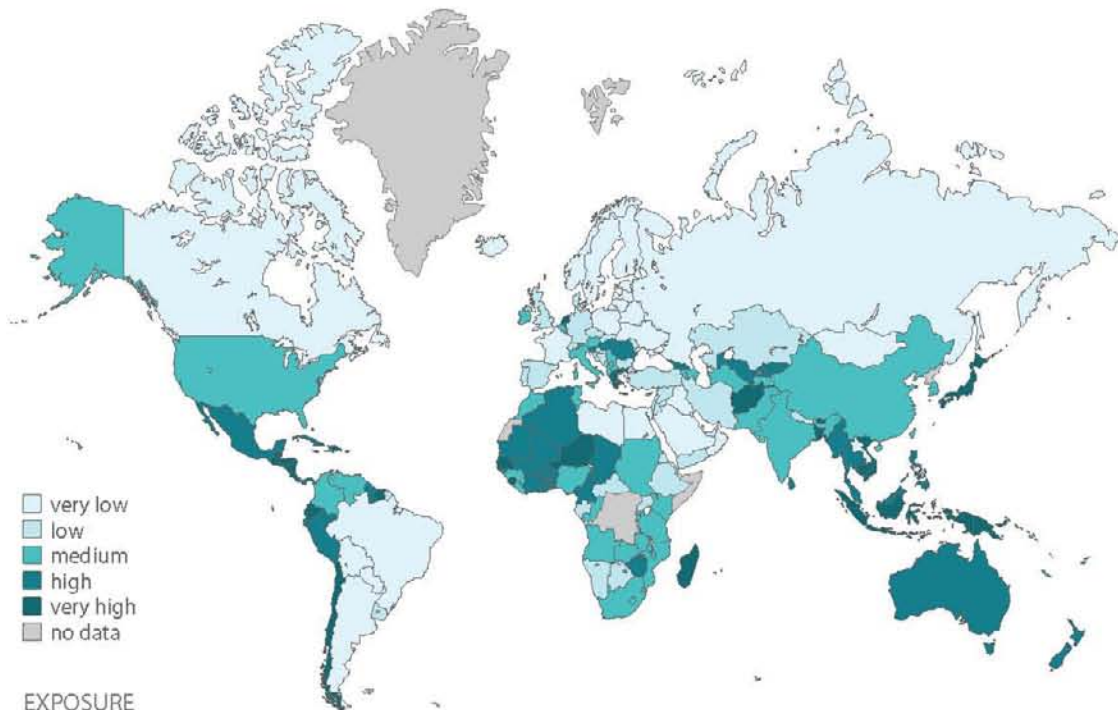 very low
low
medium
high
very high
no data
EXPOSURE